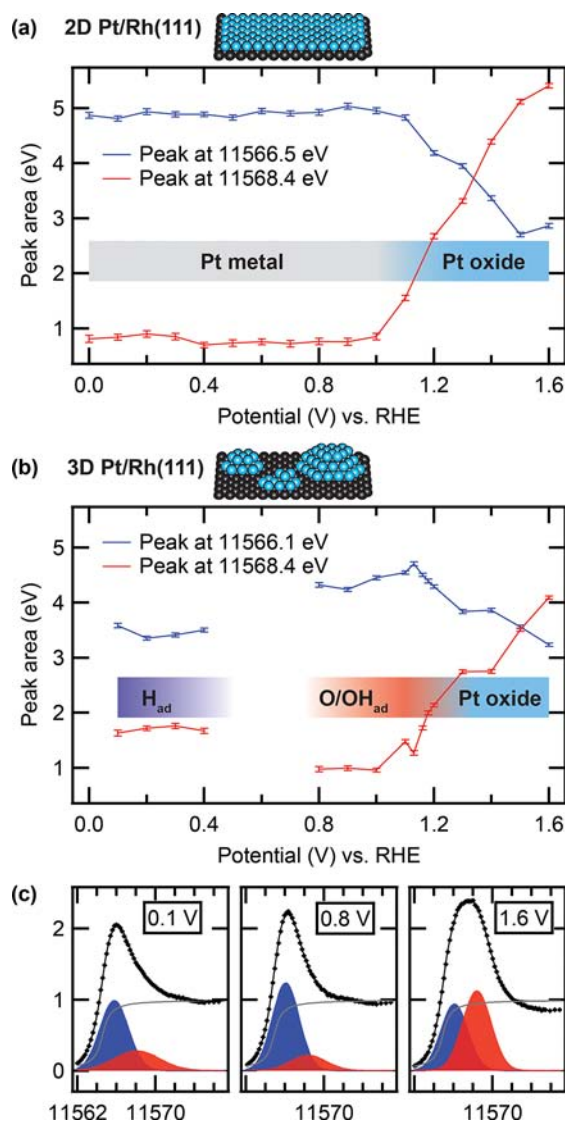 (a) 2D Pt/Rh(111)
5
4
3
2
1
Peak area (eV)
Peak at 11566.5 eV
Peak at 11568.4 eV
Pt metal
Pt oxide
0.0 0.4 0.8 1.2 1.6
Potential (V) vs. RHE
(b) 3D Pt/Rh(111)
5
4
3
2
1
Peak area (eV)
Peak at 11566.1 eV
Peak at 11568.4 eV
H_ad
O/OH_ad
Pt oxide
0.0 0.4 0.8 1.2 1.6
Potential (V) vs. RHE
(c)
2
1
0
0.1 V
0.8 V
1.6 V
11562 11570 11570 11570